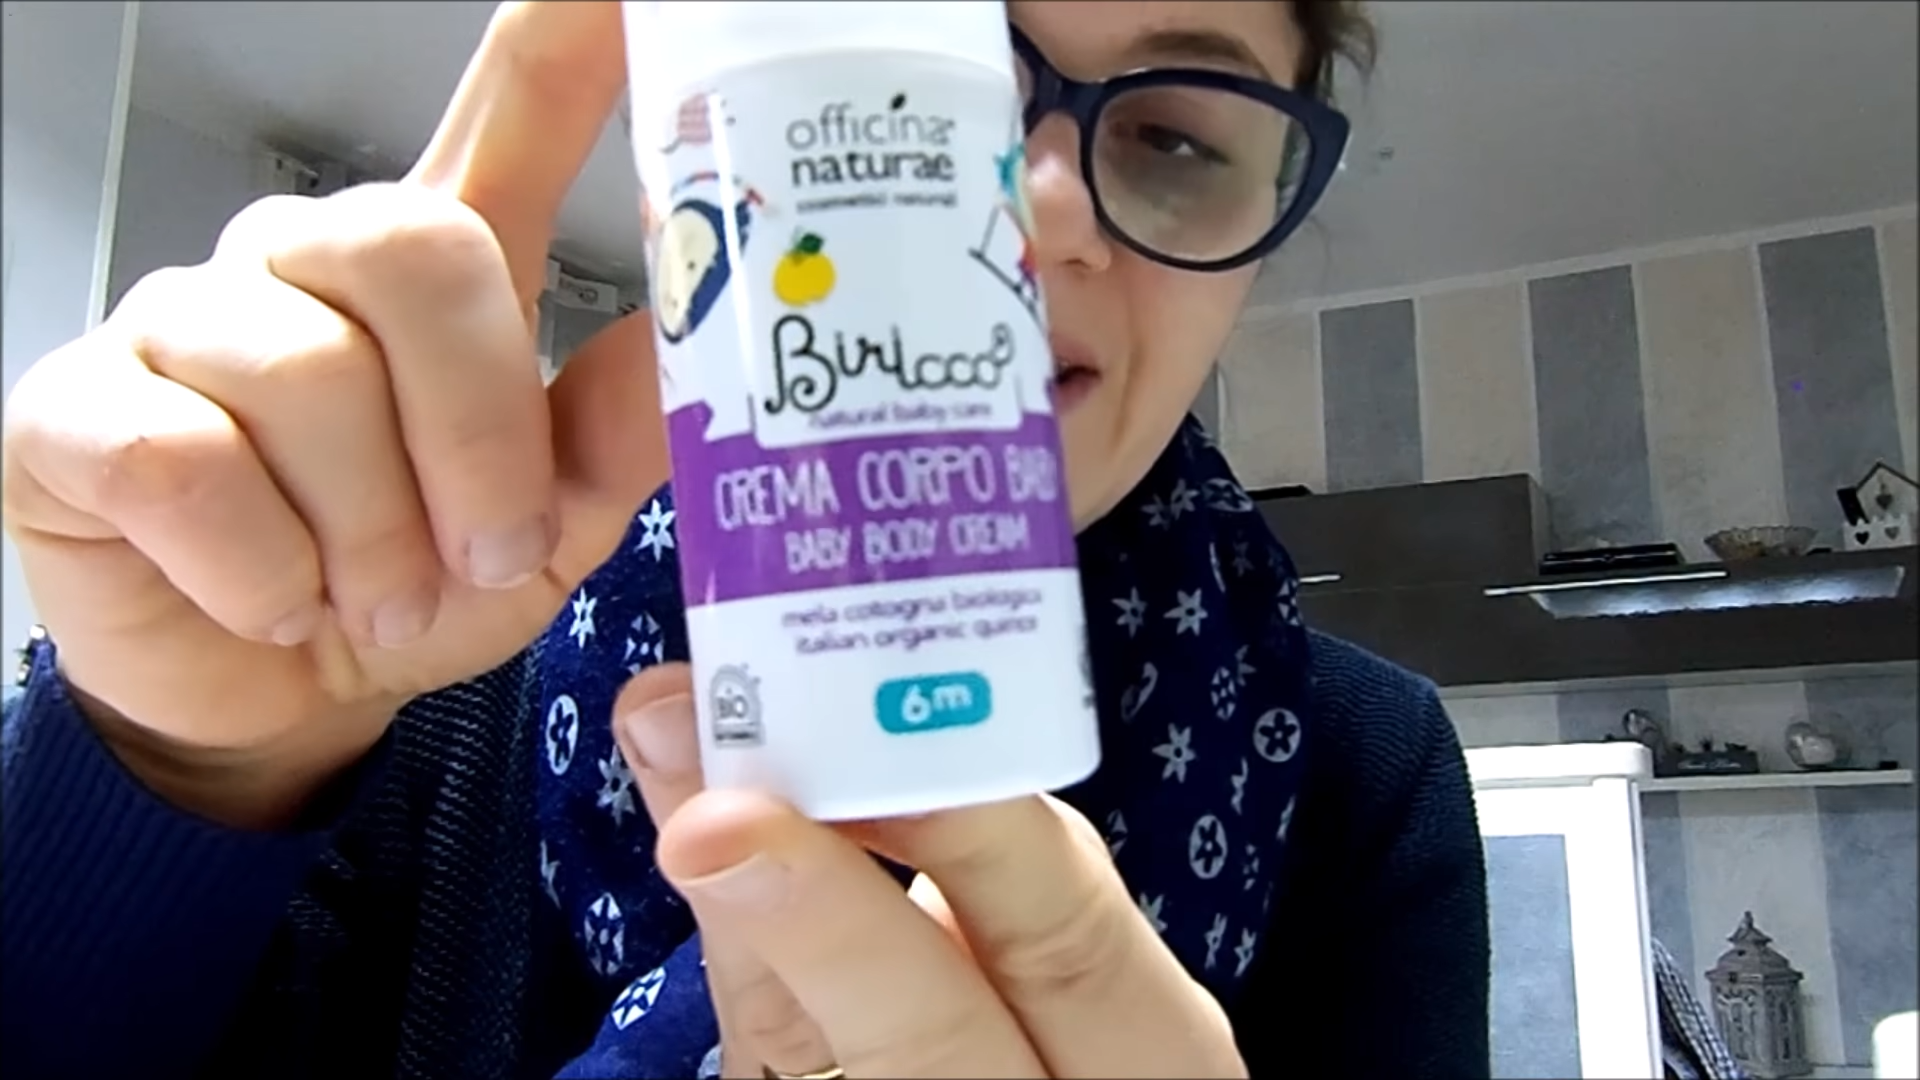 officina
naturae
cosmetici naturali
Biricco
natural baby care
CREMA CORPO BABY
BABY BODY CREAM
mela cotogna biologica
italian organic quince
BIO
6m